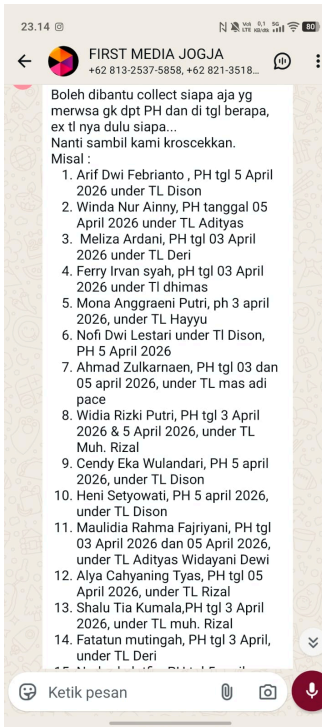 23.14
Voo LTE 0,1 KB/dtk 5G 80
FIRST MEDIA JOGJA
+62 813-2537-5858, +62 821-3518...
Boleh dibantu collect siapa aja yg
merwsa gk dpt PH dan di tgl berapa,
ex tl nya dulu siapa...
Nanti sambil kami kroscekkan.
Misal :
1. Arif Dwi Febrianto , PH tgl 5 April
2026 under TL Dison
2. Winda Nur Ainny, PH tanggal 05
April 2026 under TL Adityas
3. Meliza Ardani, PH tgl 03 April
2026 under TL Deri
4. Ferry Irvan syah, pH tgl 03 April
2026 under Tl dhimas
5. Mona Anggraeni Putri, ph 3 april
2026, under TL Hayyu
6. Nofi Dwi Lestari under Tl Dison,
PH 5 April 2026
7. Ahmad Zulkarnaen, PH tgl 03 dan
05 april 2026, under TL mas adi
pace
8. Widia Rizki Putri, PH tgl 3 April
2026 & 5 April 2026, under TL
Muh. Rizal
9. Cendy Eka Wulandari, PH 5 april
2026, under TL Dison
10. Heni Setyowati, PH 5 april 2026,
under TL Dison
11. Maulidia Rahma Fajriyani, PH tgl
03 April 2026 dan 05 April 2026,
under TL Adityas Widayani Dewi
12. Alya Cahyaning Tyas, PH tgl 05
April 2026, under TL Rizal
13. Shalu Tia Kumala,PH tgl 3 April
2026, under TL muh. Rizal
14. Fatatun mutingah, PH tgl 3 April,
under TL Deri
Ketik pesan